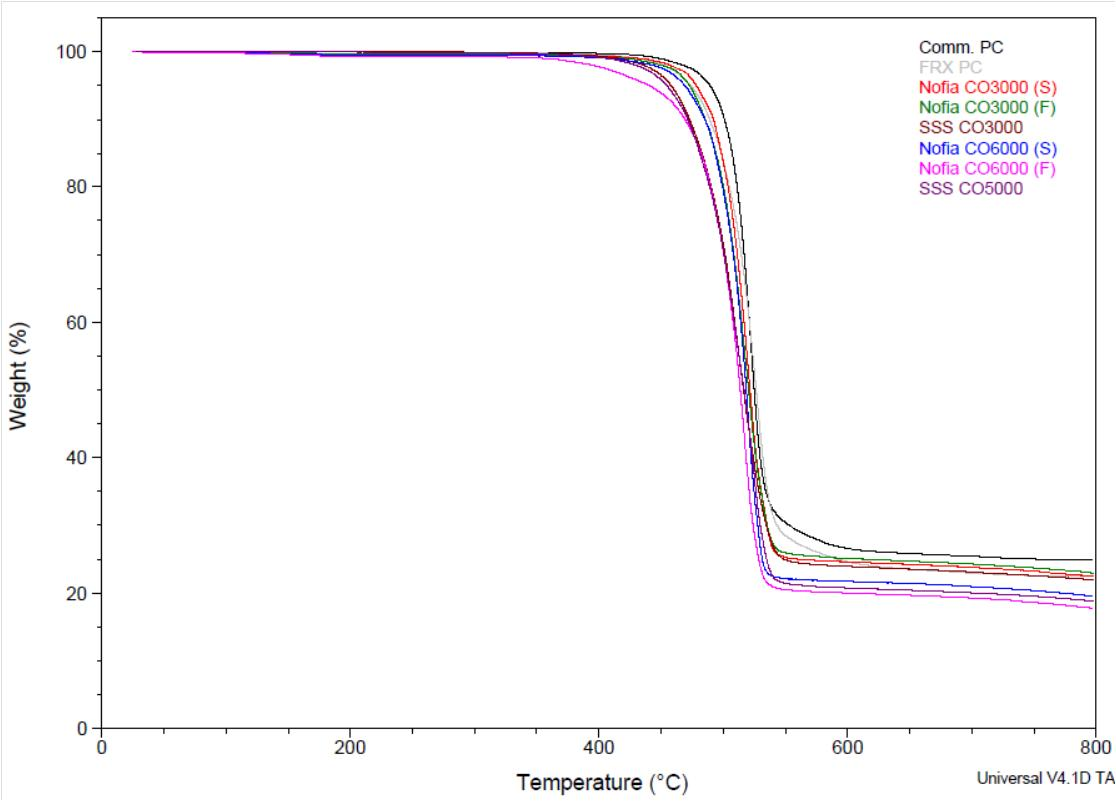 100
80
60
40
20
0
Weight (%)
0 200 400 600 800
Temperature (°C)
Comm. PC
FRX PC
Nofia CO3000 (S)
Nofia CO3000 (F)
SSS CO3000
Nofia CO6000 (S)
Nofia CO6000 (F)
SSS CO5000
Universal V4.1D TA